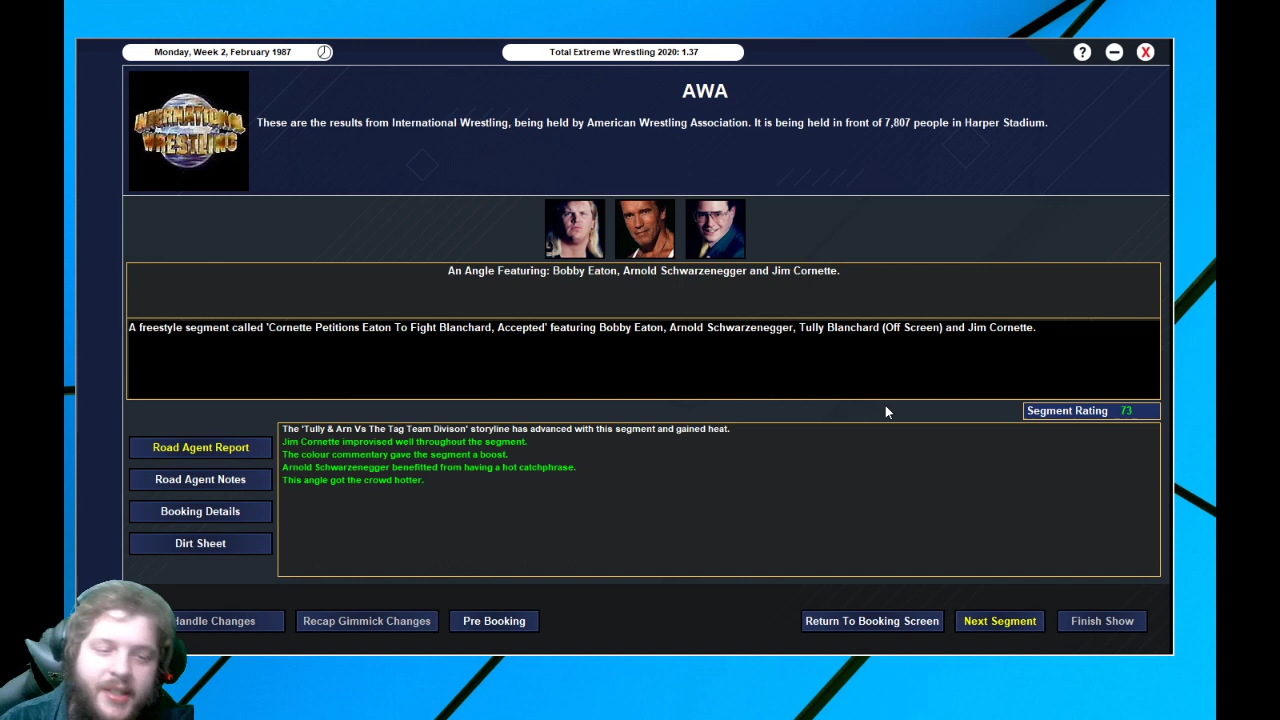 Monday, Week 2, February 1987
Total Extreme Wrestling 2020: 1.37
?
X
INTERNATIONAL
WRESTLING
AWA
These are the results from International Wrestling, being held by American Wrestling Association. It is being held in front of 7,807 people in Harper Stadium.
An Angle Featuring: Bobby Eaton, Arnold Schwarzenegger and Jim Cornette.
A freestyle segment called 'Cornette Petitions Eaton To Fight Blanchard, Accepted' featuring Bobby Eaton, Arnold Schwarzenegger, Tully Blanchard (Off Screen) and Jim Cornette.
Segment Rating 73
Road Agent Report
Road Agent Notes
Booking Details
Dirt Sheet
The 'Tully & Arn Vs The Tag Team Divison' storyline has advanced with this segment and gained heat.
Jim Cornette improvised well throughout the segment.
The colour commentary gave the segment a boost.
Arnold Schwarzenegger benefitted from having a hot catchphrase.
This angle got the crowd hotter.
Handle Changes
Recap Gimmick Changes
Pre Booking
Return To Booking Screen
Next Segment
Finish Show